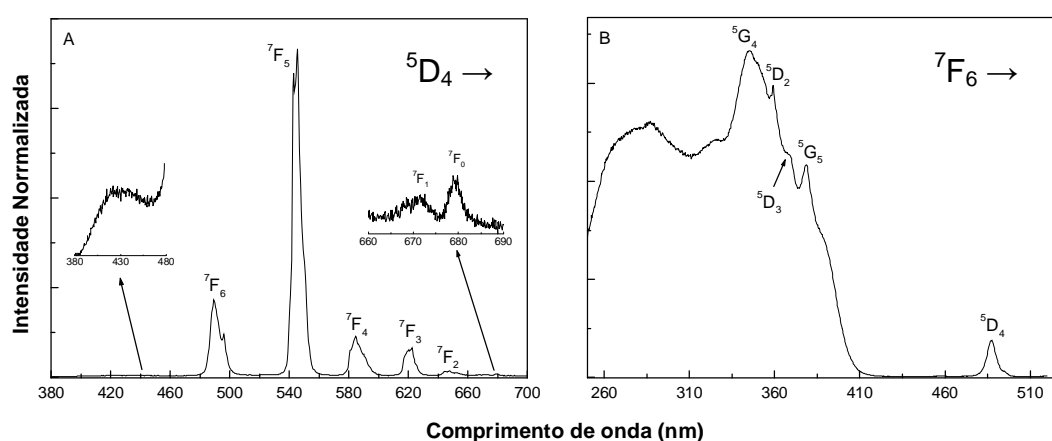 A
⁵D₄ →
⁷F₅
⁷F₁
⁷F₀
660 670 680 690
380 430 480
⁷F₆
⁷F₄
⁷F₃
⁷F₂
380 420 460 500 540 580 620 660 700
B
⁷F₆ →
⁵G₄
⁵D₂
⁵G₅
⁵D₃
⁵D₄
260 310 360 410 460 510
Intensidade Norrmalizada
Comprimento de onda (nm)